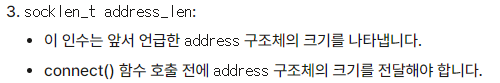 3. socklen_t address_len:
• 이 인수는 앞서 언급한 address 구조체의 크기를 나타냅니다.
• connect() 함수 호출 전에 address 구조체의 크기를 전달해야 합니다.